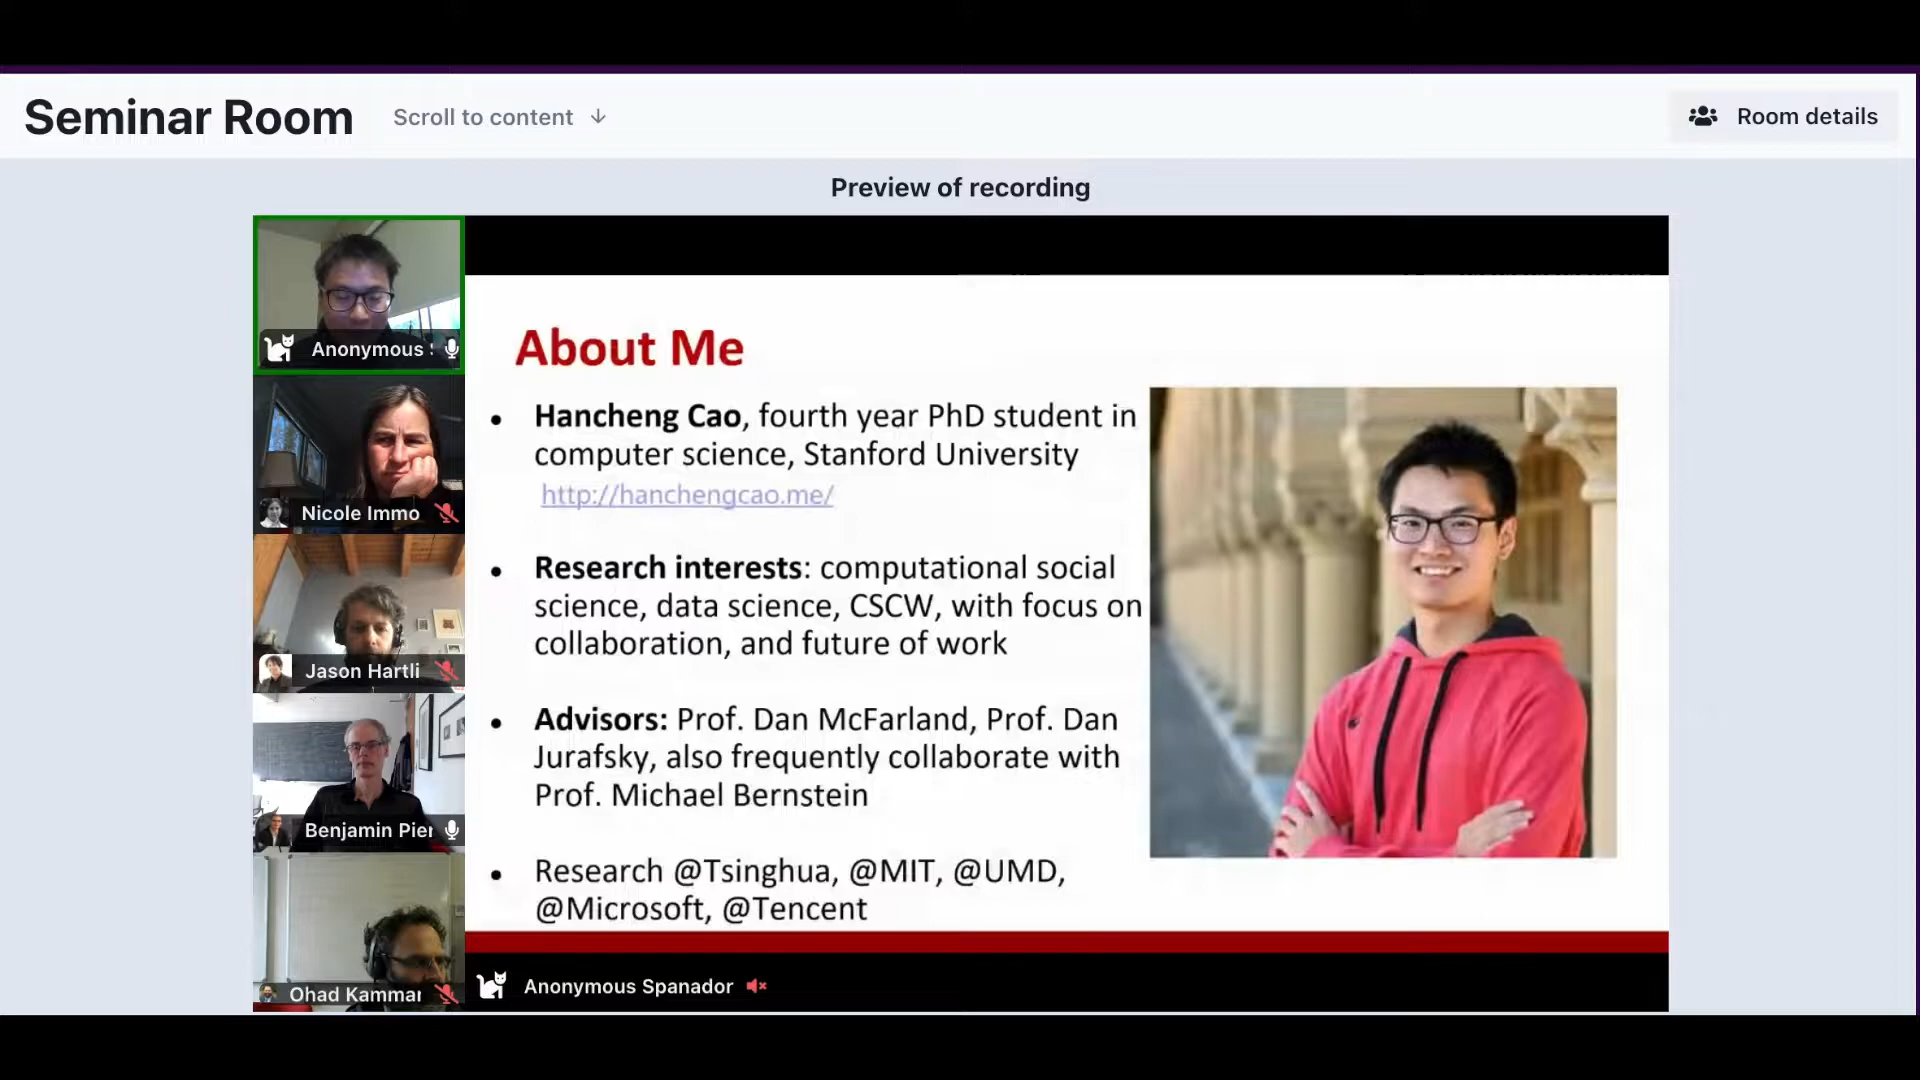 Seminar Room
Scroll to content
Room details
Preview of recording
Anonymous
Nicole Immo
Jason Hartli
Benjamin Pier
Ohad Kammar
About Me
Hancheng Cao, fourth year PhD student in
computer science, Stanford University
http://hanchengcao.me/
Research interests: computational social
science, data science, CSCW, with focus on
collaboration, and future of work
Advisors: Prof. Dan McFarland, Prof. Dan
Jurafsky, also frequently collaborate with
Prof. Michael Bernstein
Research @Tsinghua, @MIT, @UMD,
@Microsoft, @Tencent
Anonymous Spanador